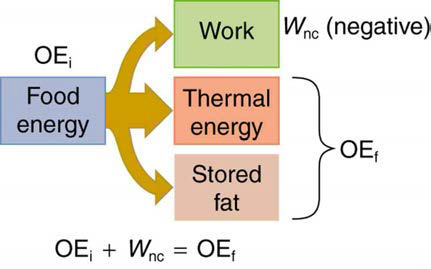 OEi
Food
energy
Work
Wnc (negative)
Thermal
energy
Stored
fat
OEf
OEi + Wnc = OEf